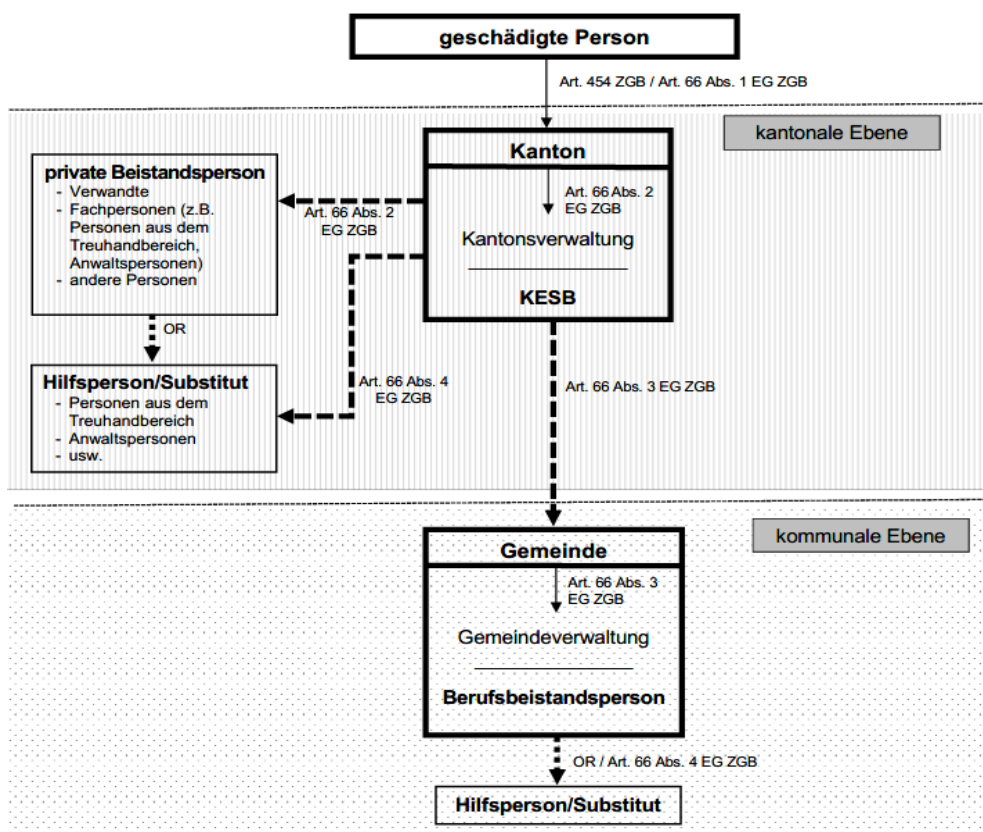 geschädigte Person
Art. 454 ZGB / Art. 66 Abs. 1 EG ZGB
kantonale Ebene
Kanton
Art. 66 Abs. 2
EG ZGB
Kantonsverwaltung
KESB
private Beistandsperson
- Verwandte
- Fachpersonen (z.B.
Personen aus dem
Treuhandbereich,
Anwaltspersonen)
- andere Personen
Art. 66 Abs. 2
EG ZGB
OR
Hilfsperson/Substitut
- Personen aus dem
Treuhandbereich
- Anwaltspersonen
- usw.
Art. 66 Abs. 4
EG ZGB
Art. 66 Abs. 3 EG ZGB
kommunale Ebene
Gemeinde
Art. 66 Abs. 3
EG ZGB
Gemeindeverwaltung
Berufsbeistandsperson
OR / Art. 66 Abs. 4 EG ZGB
Hilfsperson/Substitut